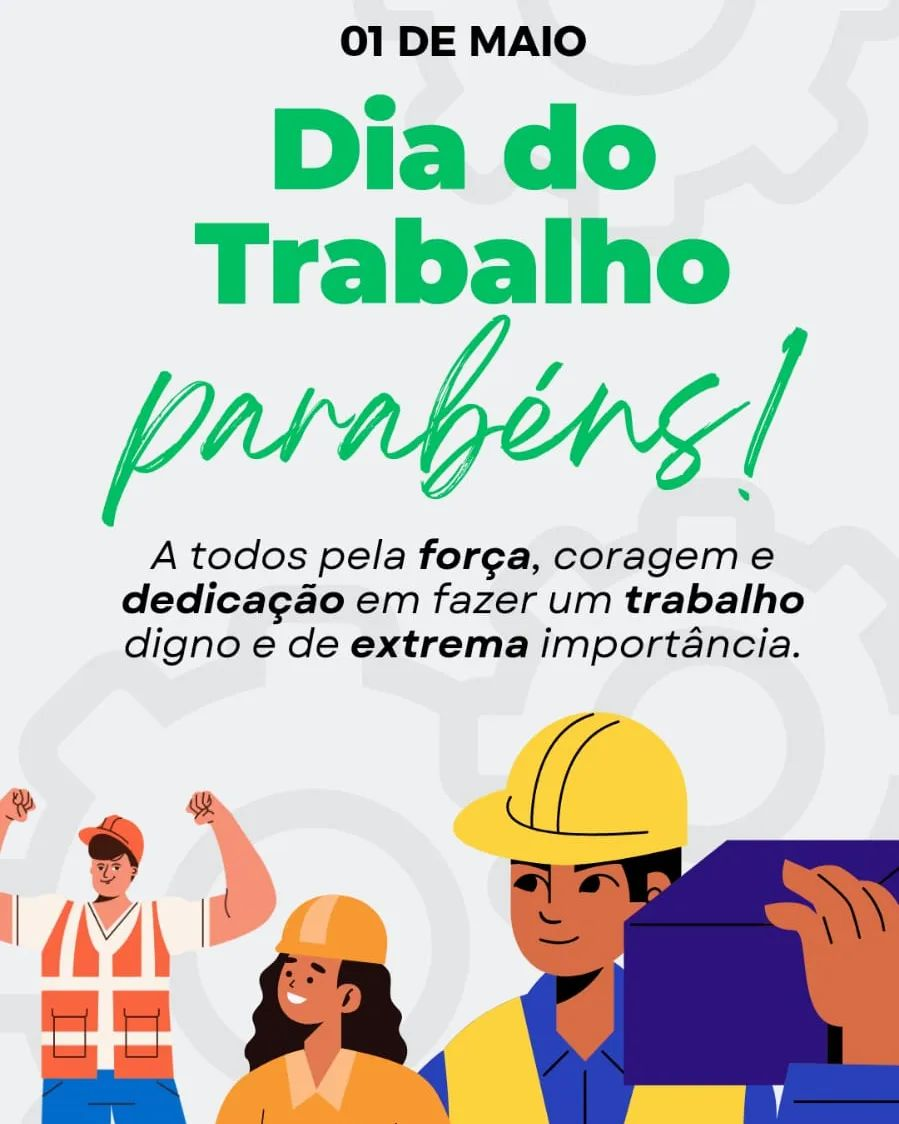 01 DE MAIO
Dia do
Trabalho
parabéns!
A todos pela força, coragem e
dedicação em fazer um trabalho
digno e de extrema importância.